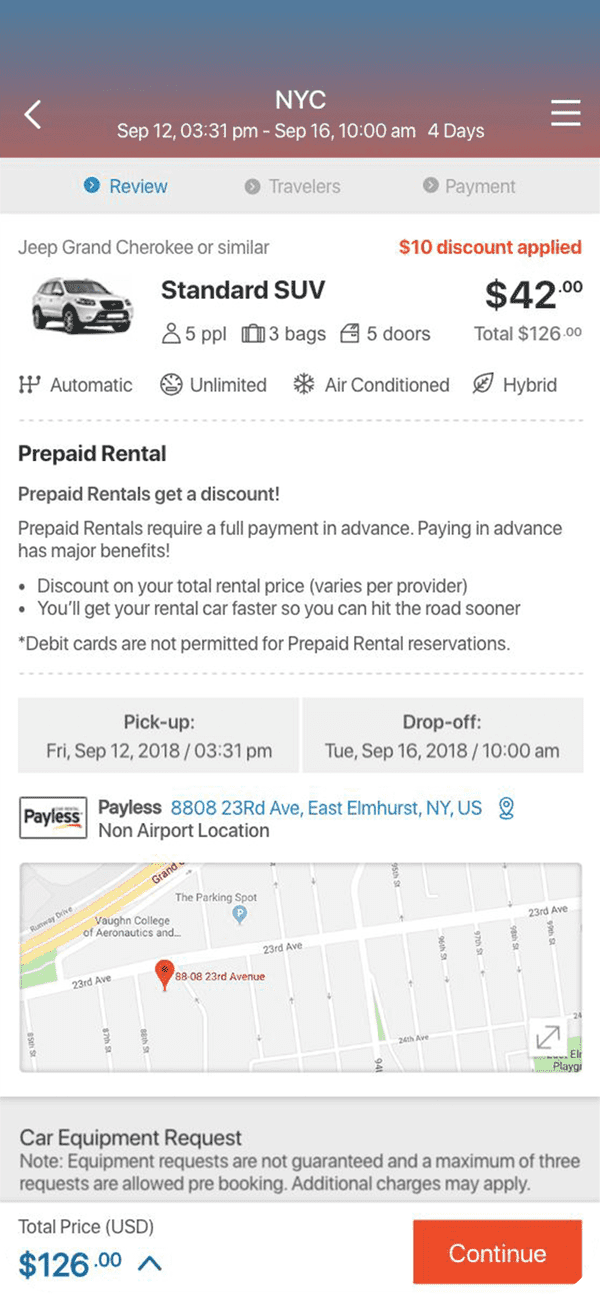 NYC
Sep 12, 03:31 pm - Sep 16, 10:00 am 4 Days
Review Travelers Payment
Jeep Grand Cherokee or similar $10 discount applied
Standard SUV $42.00
5 ppl 3 bags 5 doors Total $126.00
Automatic Unlimited Air Conditioned Hybrid
Prepaid Rental
Prepaid Rentals get a discount!
Prepaid Rentals require a full payment in advance. Paying in advance
has major benefits!
• Discount on your total rental price (varies per provider)
• You'll get your rental car faster so you can hit the road sooner
*Debit cards are not permitted for Prepaid Rental reservations.
Pick-up: Drop-off:
Fri, Sep 12, 2018 / 03:31 pm Tue, Sep 16, 2018 / 10:00 am
Payless
Payless 8808 23Rd Ave, East Elmhurst, NY, US
Non Airport Location
Grand
The Parking Spot
P
Runway Drive
Vaughn College
of Aeronautics and...
95th St
23rd Ave
23rd Ave
96th St
97th St
98th St
99th St
88-08 23rd Avenue
23rd Ave
85th St
87th St
88th St
24th Ave
24
94t
Playg
Car Equipment Request
Note: Equipment requests are not guaranteed and a maximum of three
requests are allowed pre booking. Additional charges may apply.
Total Price (USD)
$126.00
Continue